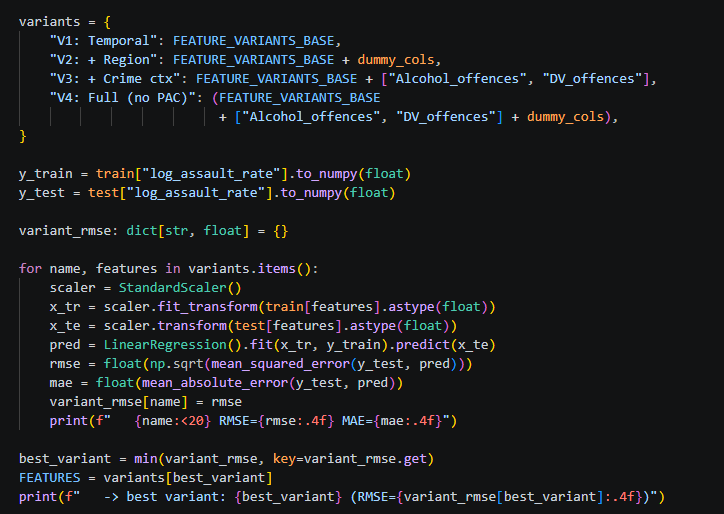 variants = {
    "V1: Temporal": FEATURE_VARIANTS_BASE,
    "V2: + Region": FEATURE_VARIANTS_BASE + dummy_cols,
    "V3: + Crime ctx": FEATURE_VARIANTS_BASE + ["Alcohol_offences", "DV_offences"],
    "V4: Full (no PAC)": (FEATURE_VARIANTS_BASE
                          + ["Alcohol_offences", "DV_offences"] + dummy_cols),
}

y_train = train["log_assault_rate"].to_numpy(float)
y_test = test["log_assault_rate"].to_numpy(float)

variant_rmse: dict[str, float] = {}

for name, features in variants.items():
    scaler = StandardScaler()
    x_tr = scaler.fit_transform(train[features].astype(float))
    x_te = scaler.transform(test[features].astype(float))
    pred = LinearRegression().fit(x_tr, y_train).predict(x_te)
    rmse = float(np.sqrt(mean_squared_error(y_test, pred)))
    mae = float(mean_absolute_error(y_test, pred))
    variant_rmse[name] = rmse
    print(f"   {name:<20} RMSE={rmse:.4f} MAE={mae:.4f}")

best_variant = min(variant_rmse, key=variant_rmse.get)
FEATURES = variants[best_variant]
print(f"   -> best variant: {best_variant} (RMSE={variant_rmse[best_variant]:.4f})")